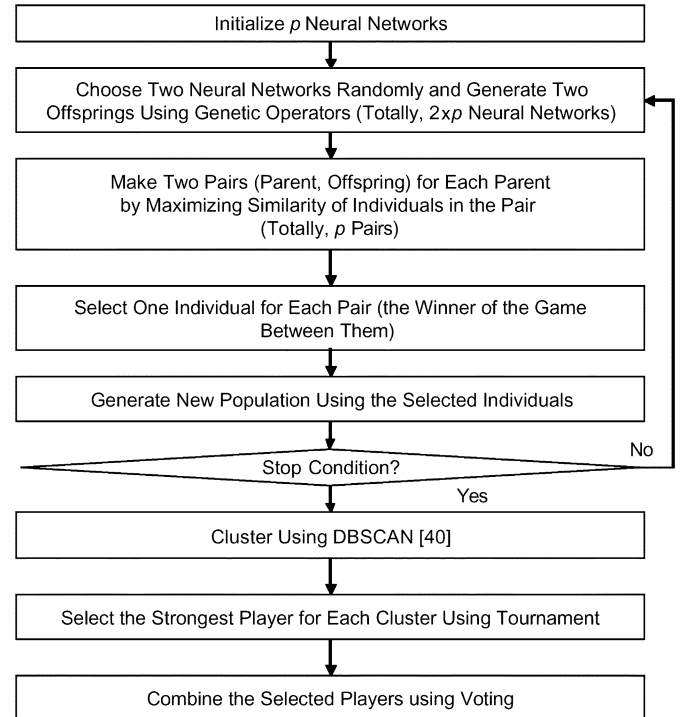 Initialize p Neural Networks
Choose Two Neural Networks Randomly and Generate Two
Offsprings Using Genetic Operators (Totally, 2xp Neural Networks)
Make Two Pairs (Parent, Offspring) for Each Parent
by Maximizing Similarity of Individuals in the Pair
(Totally, p Pairs)
Select One Individual for Each Pair (the Winner of the Game
Between Them)
Generate New Population Using the Selected Individuals
Stop Condition?
No
Yes
Cluster Using DBSCAN [40]
Select the Strongest Player for Each Cluster Using Tournament
Combine the Selected Players using Voting